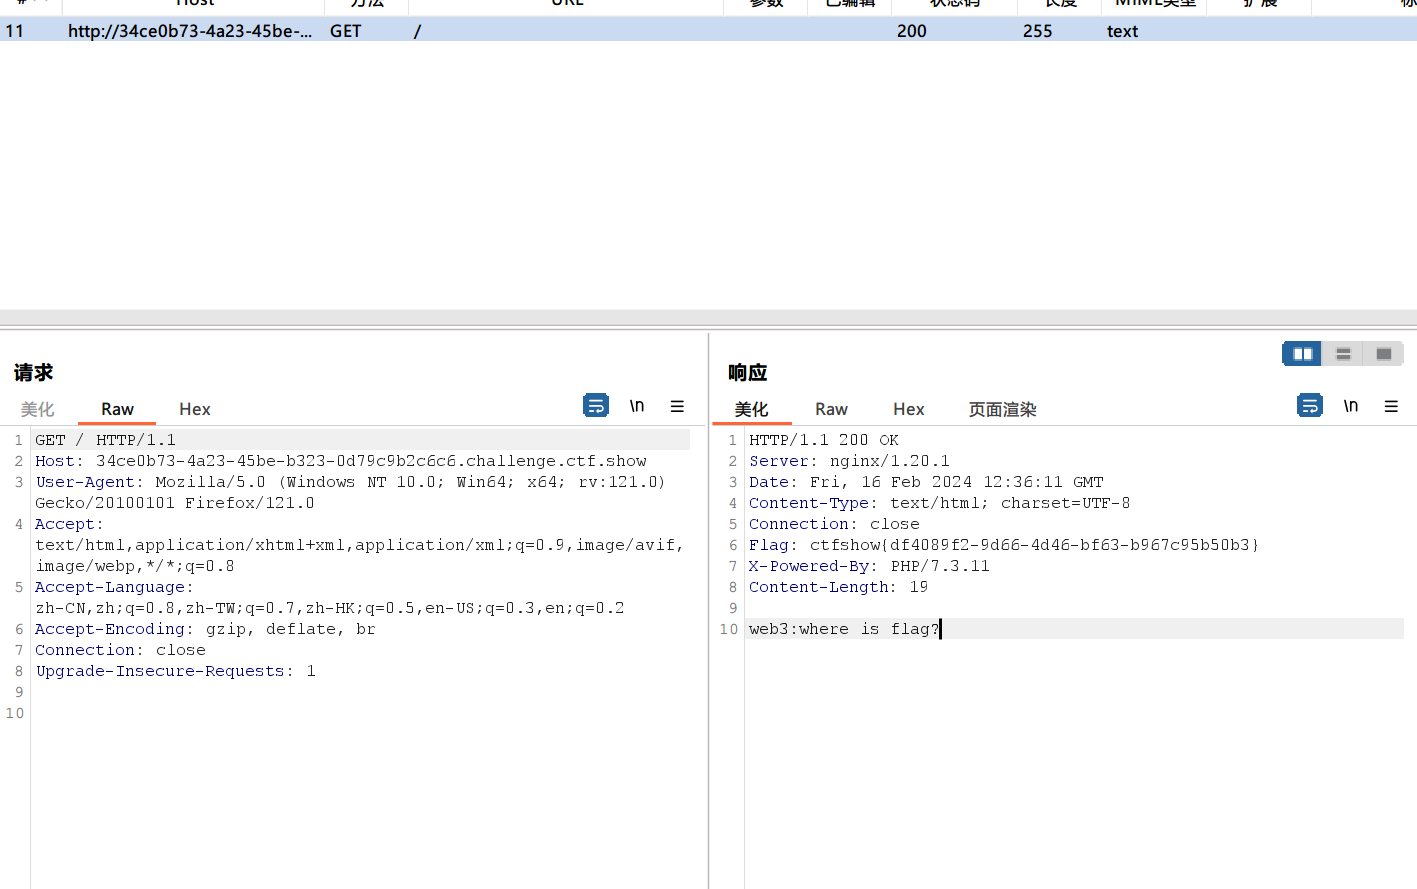 # Host 方法 URL 参数 已编辑 状态码 长度 MIME类型 扩展 标
11 http://34ce0b73-4a23-45be-... GET / 200 255 text
请求
美化 Raw Hex \n
1 GET / HTTP/1.1
2 Host: 34ce0b73-4a23-45be-b323-0d79c9b2c6c6.challenge.ctf.show
3 User-Agent: Mozilla/5.0 (Windows NT 10.0; Win64; x64; rv:121.0)
Gecko/20100101 Firefox/121.0
4 Accept:
text/html,application/xhtml+xml,application/xml;q=0.9,image/avif,
image/webp,*/*;q=0.8
5 Accept-Language:
zh-CN,zh;q=0.8,zh-TW;q=0.7,zh-HK;q=0.5,en-US;q=0.3,en;q=0.2
6 Accept-Encoding: gzip, deflate, br
7 Connection: close
8 Upgrade-Insecure-Requests: 1
9
10
响应
美化 Raw Hex 页面渲染 \n
1 HTTP/1.1 200 OK
2 Server: nginx/1.20.1
3 Date: Fri, 16 Feb 2024 12:36:11 GMT
4 Content-Type: text/html; charset=UTF-8
5 Connection: close
6 Flag: ctfshow{df4089f2-9d66-4d46-bf63-b967c95b50b3}
7 X-Powered-By: PHP/7.3.11
8 Content-Length: 19
9
10 web3:where is flag?